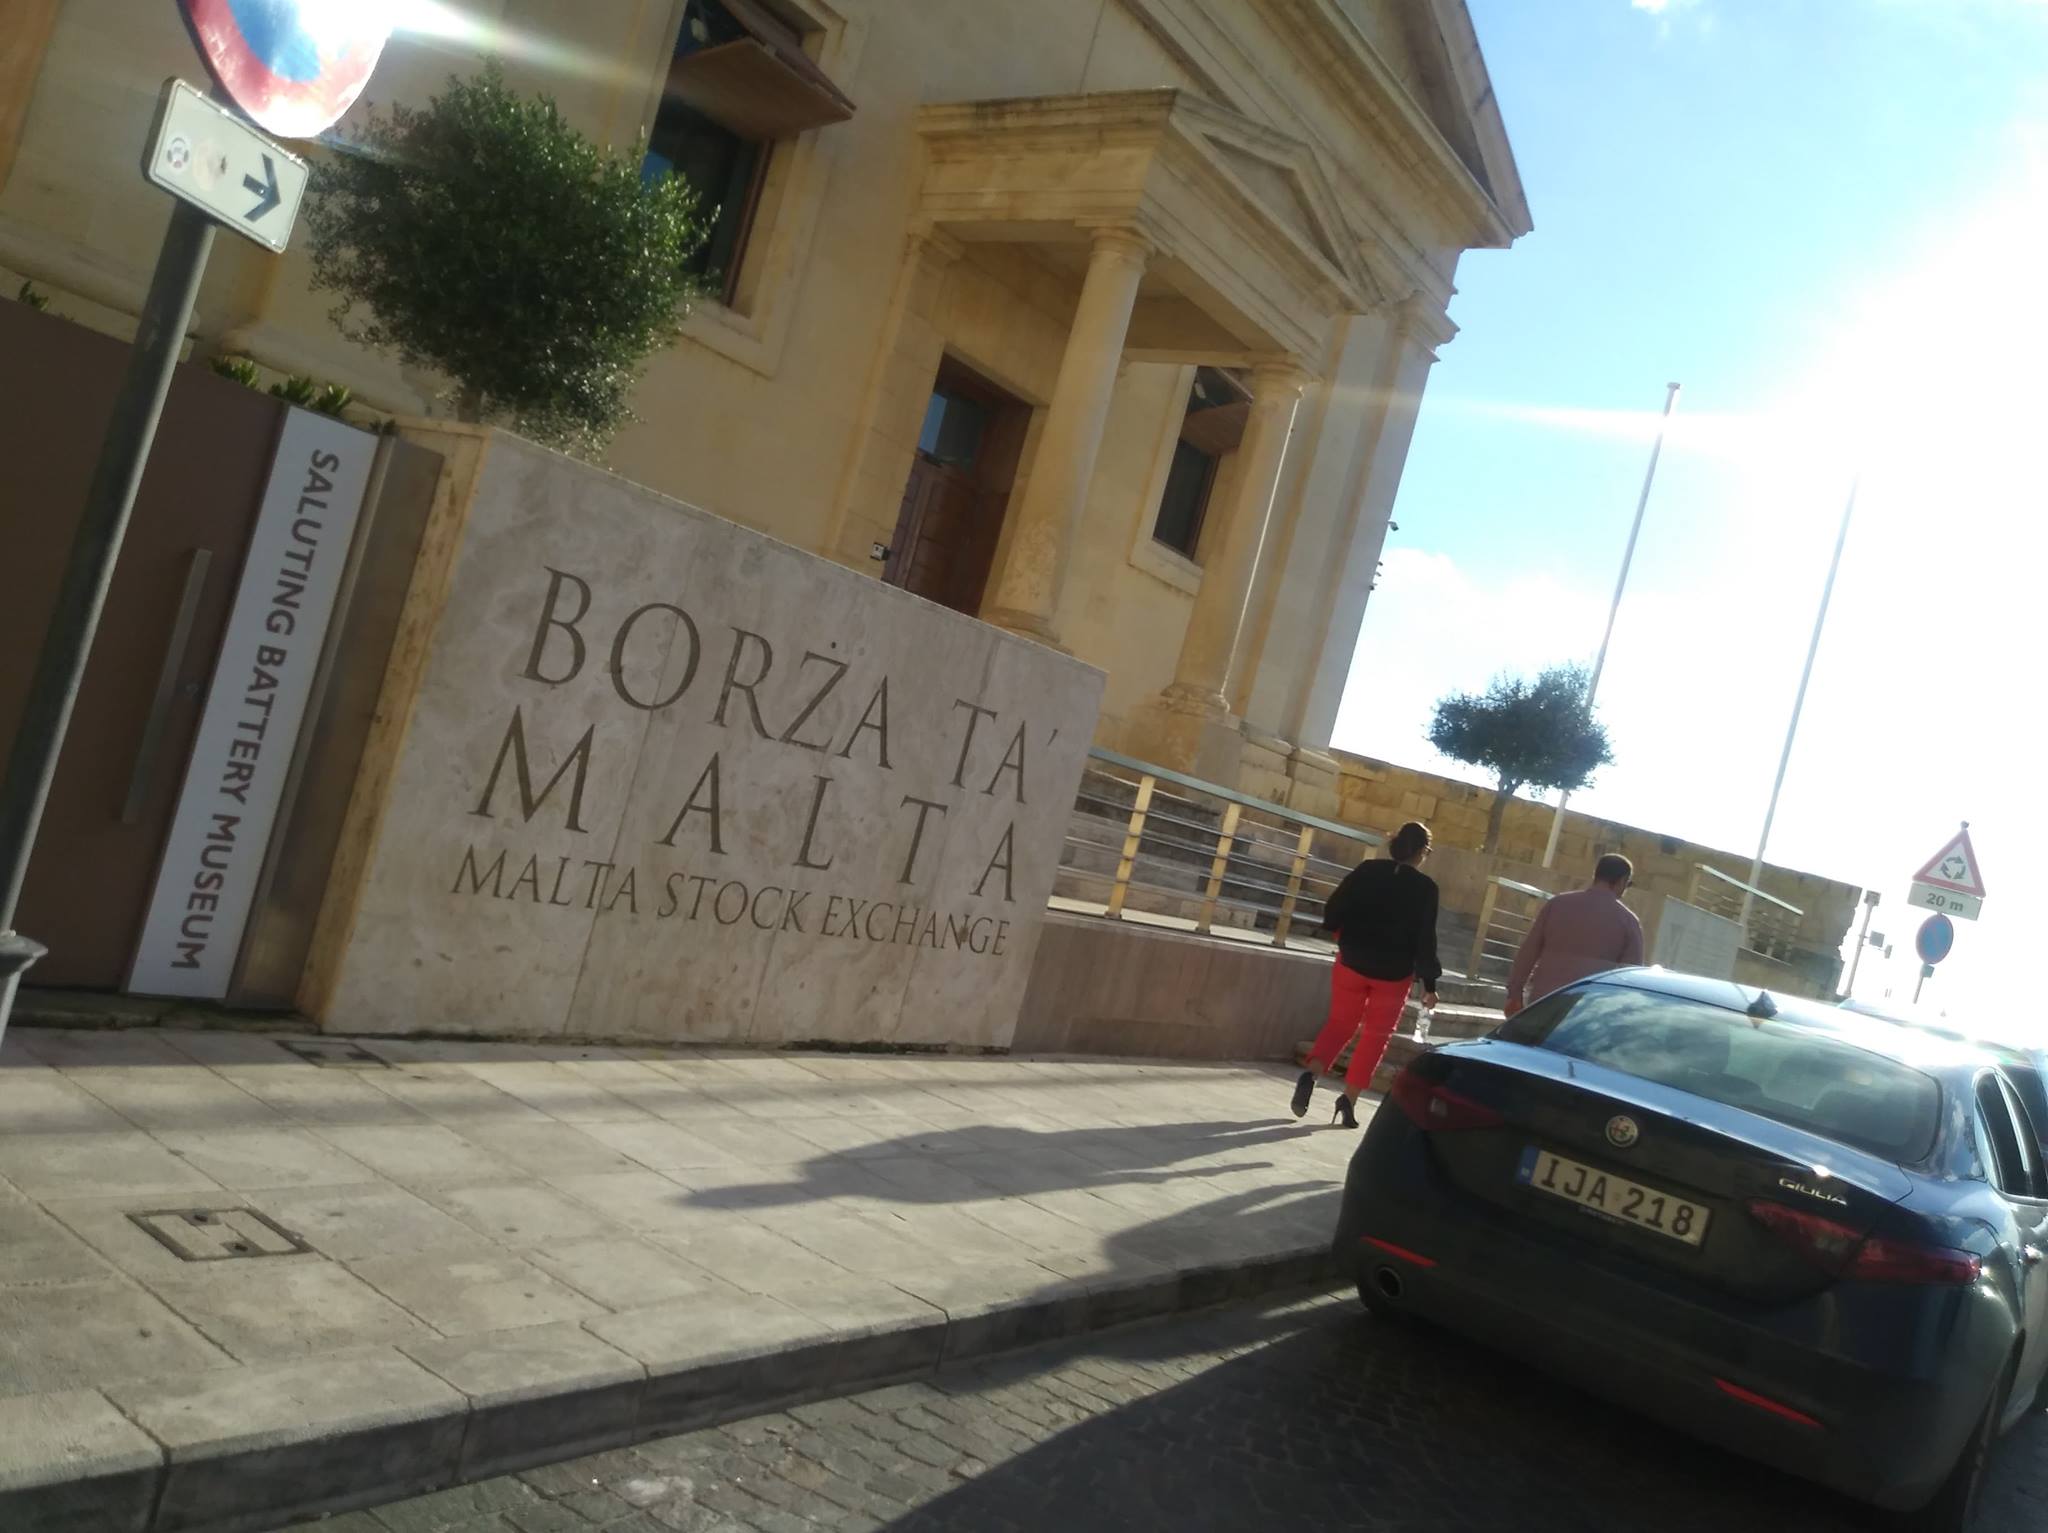 SALUTING BATTERY MUSEUM
BORŻA TA'
MALTA
MALTA STOCK EXCHANGE
20 m
GIULIA
IJA 218